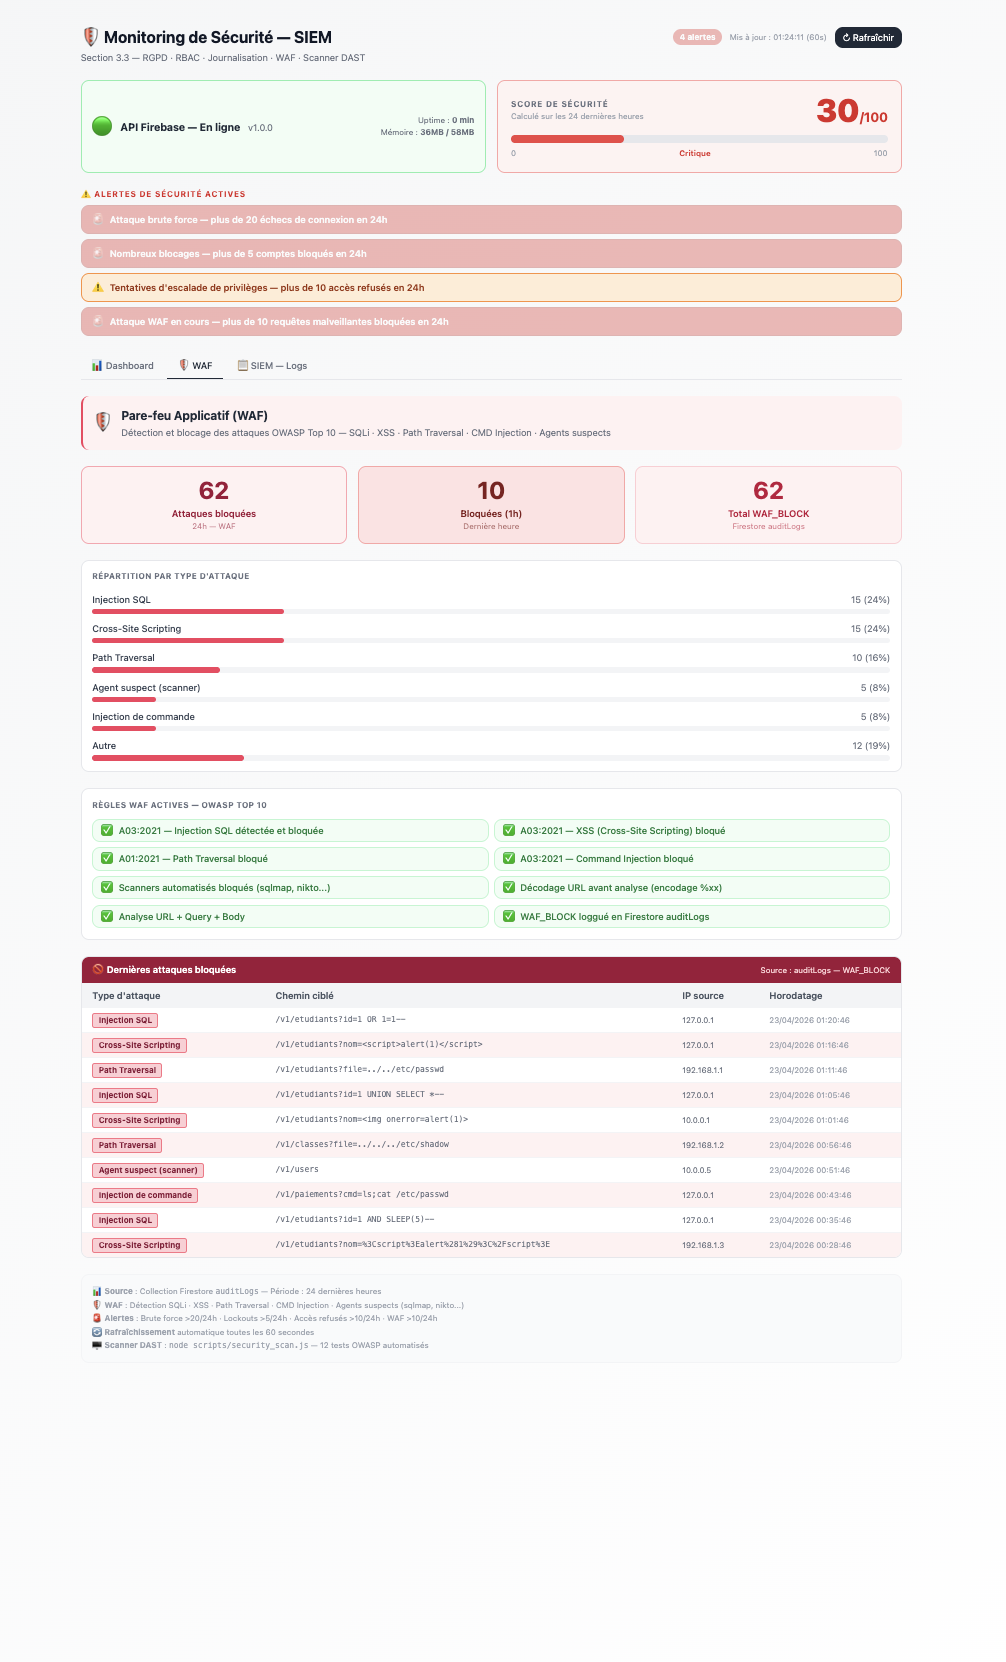 Monitoring de Sécurité — SIEM
4 alertes Mis à jour : 01:24:11 (60s) ↻ Rafraîchir
Section 3.3 — RGPD · RBAC · Journalisation · WAF · Scanner DAST
API Firebase — En ligne v1.0.0
Uptime : 0 min
Mémoire : 36MB / 58MB
SCORE DE SÉCURITÉ
Calculé sur les 24 dernières heures
30/100
0 Critique 100
ALERTES DE SÉCURITÉ ACTIVES
Attaque brute force — plus de 20 échecs de connexion en 24h
Nombreux blocages — plus de 5 comptes bloqués en 24h
Tentatives d'escalade de privilèges — plus de 10 accès refusés en 24h
Attaque WAF en cours — plus de 10 requêtes malveillantes bloquées en 24h
Dashboard WAF SIEM — Logs
Pare-feu Applicatif (WAF)
Détection et blocage des attaques OWASP Top 10 — SQLi · XSS · Path Traversal · CMD Injection · Agents suspects
62
Attaques bloquées
24h — WAF
10
Bloquées (1h)
Dernière heure
62
Total WAF_BLOCK
Firestore auditLogs
RÉPARTITION PAR TYPE D'ATTAQUE
Injection SQL 15 (24%)
Cross-Site Scripting 15 (24%)
Path Traversal 10 (16%)
Agent suspect (scanner) 5 (8%)
Injection de commande 5 (8%)
Autre 12 (19%)
RÈGLES WAF ACTIVES — OWASP TOP 10
A03:2021 — Injection SQL détectée et bloquée
A03:2021 — XSS (Cross-Site Scripting) bloqué
A01:2021 — Path Traversal bloqué
A03:2021 — Command Injection bloqué
Scanners automatisés bloqués (sqlmap, nikto...)
Décodage URL avant analyse (encodage %xx)
Analyse URL + Query + Body
WAF_BLOCK loggué en Firestore auditLogs
Dernières attaques bloquées Source : auditLogs — WAF_BLOCK
Type d'attaque Chemin ciblé IP source Horodatage
Injection SQL /v1/etudiants?id=1 OR 1=1-- 127.0.0.1 23/04/2026 01:20:46
Cross-Site Scripting /v1/etudiants?nom=<script>alert(1)</script> 127.0.0.1 23/04/2026 01:16:46
Path Traversal /v1/etudiants?file=../../etc/passwd 192.168.1.1 23/04/2026 01:11:46
Injection SQL /v1/etudiants?id=1 UNION SELECT *-- 127.0.0.1 23/04/2026 01:05:46
Cross-Site Scripting /v1/etudiants?nom=<img onerror=alert(1)> 10.0.0.1 23/04/2026 01:01:46
Path Traversal /v1/classes?file=../../../etc/shadow 192.168.1.2 23/04/2026 00:56:46
Agent suspect (scanner) /v1/users 10.0.0.5 23/04/2026 00:51:46
Injection de commande /v1/paiements?cmd=ls;cat /etc/passwd 127.0.0.1 23/04/2026 00:43:46
Injection SQL /v1/etudiants?id=1 AND SLEEP(5)-- 127.0.0.1 23/04/2026 00:35:46
Cross-Site Scripting /v1/etudiants?nom=%3Cscript%3Ealert%281%29%3C%2Fscript%3E 192.168.1.3 23/04/2026 00:28:46
Source : Collection Firestore auditLogs — Période : 24 dernières heures
WAF : Détection SQLi · XSS · Path Traversal · CMD Injection · Agents suspects (sqlmap, nikto...)
Alertes : Brute force >20/24h · Lockouts >5/24h · Accès refusés >10/24h · WAF >10/24h
Rafraîchissement automatique toutes les 60 secondes
Scanner DAST : node scripts/security_scan.js — 12 tests OWASP automatisés